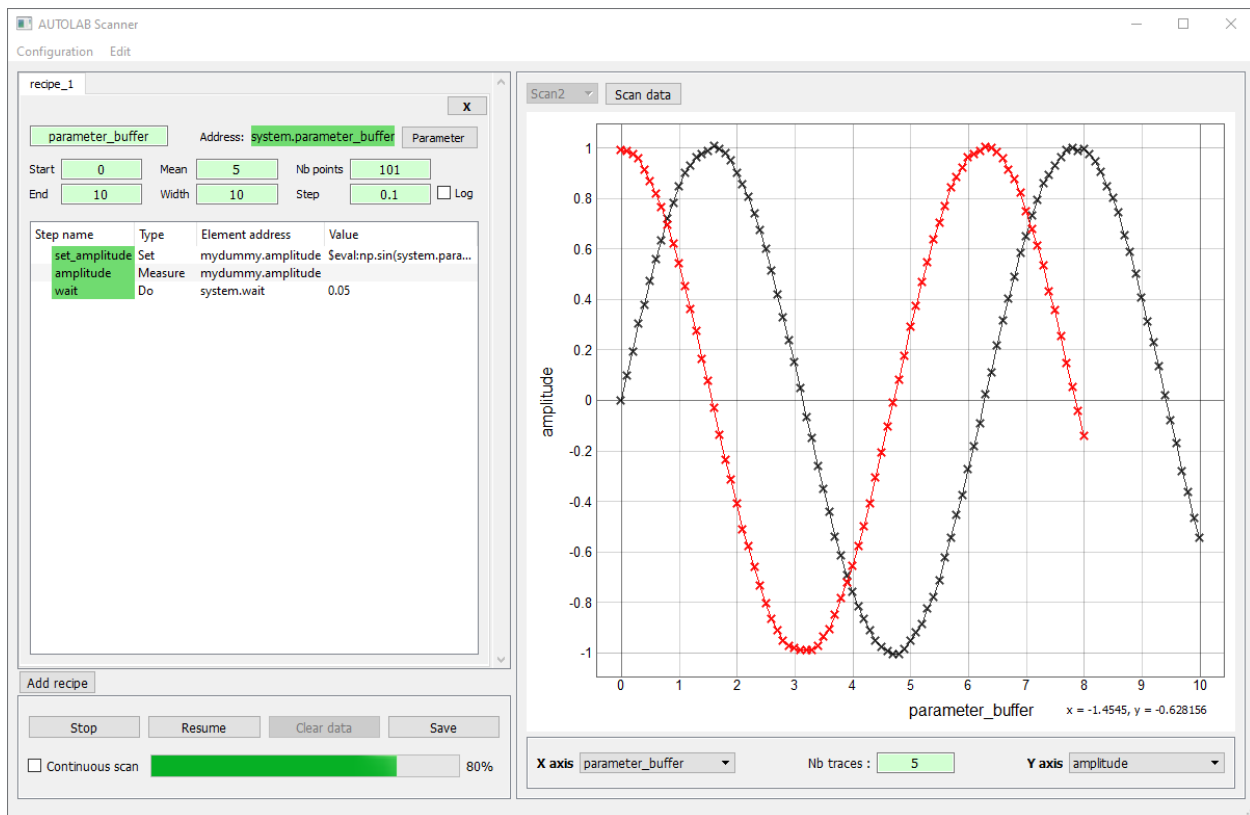 AUTOLAB Scanner
Configuration Edit
recipe_1
X
parameter_buffer Address: system.parameter_buffer Parameter
Start 0 Mean 5 Nb points 101
End 10 Width 10 Step 0.1 Log
Step name Type Element address Value
set_amplitude Set mydummy.amplitude $eval:np.sin(system.para...
amplitude Measure mydummy.amplitude
wait Do system.wait 0.05
Add recipe
Stop Resume Clear data Save
Continuous scan 80%
Scan2 Scan data
1
0.8
0.6
0.4
0.2
0
-0.2
-0.4
-0.6
-0.8
-1
amplitude
0 1 2 3 4 5 6 7 8 9 10
parameter_buffer x = -1.4545, y = -0.628156
X axis parameter_buffer Nb traces : 5 Y axis amplitude